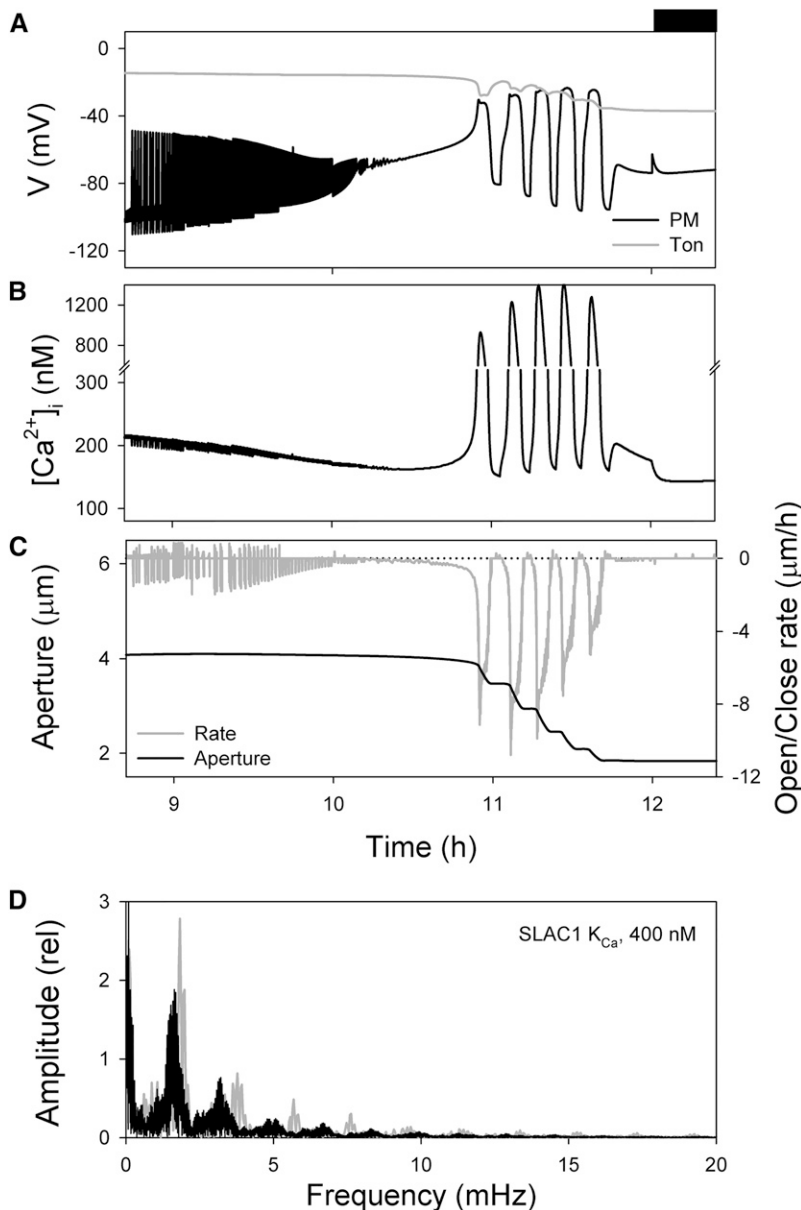 A
0
-40
-80
-120
V (mV)
PM
Ton
B
1200
800
300
200
100
[Ca2+]i (nM)
C
6
4
2
Aperture (μm)
0
-4
-8
-12
Open/Close rate (μm/h)
Rate
Aperture
9 10 11 12
Time (h)
D
3
2
1
0
Amplitude (rel)
SLAC1 KCa, 400 nM
0 5 10 15 20
Frequency (mHz)